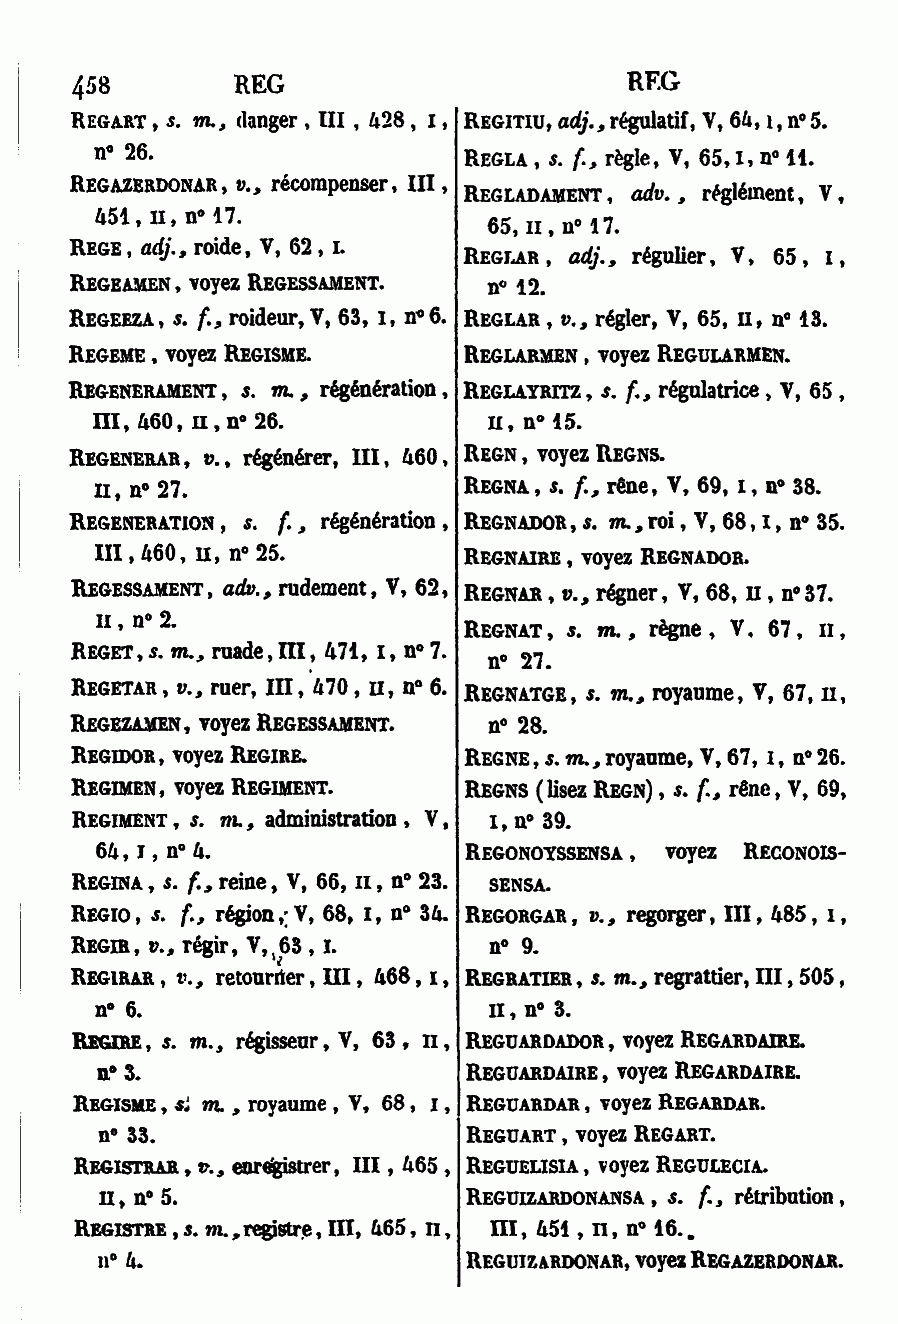 458 REG REG
REGART, s. m., danger, III, 428, I,
n° 26.
REGAZERDONAR, v., récompenser, III,
451, II, n° 17.
REGE, adj., roide, V, 62, I.
REGEAMEN, voyez REGESSAMENT.
REGEEZA, s. f., roideur, V, 63, I, n° 6.
REGEME, voyez REGISME.
REGENERAMENT, s. m., régénération,
III, 460, II, n° 26.
REGENERAR, v., régénérer, III, 460,
II, n° 27.
REGENERATION, s. f., régénération,
III, 460, II, n° 25.
REGESSAMENT, adv., rudement, V, 62,
II, n° 2.
REGET, s. m., ruade, III, 471, I, n° 7.
REGETAR, v., ruer, III, 470, II, n° 6.
REGEZAMEN, voyez REGESSAMENT.
REGIDOR, voyez REGIRE.
REGIMEN, voyez REGIMENT.
REGIMENT, s. m., administration, V,
64, I, n° 4.
REGINA, s. f., reine, V, 66, II, n° 23.
REGIO, s. f., région, V, 68, I, n° 34.
REGIR, v., régir, V, 63, I.
REGIRAR, v., retourner, III, 468, I,
n° 6.
REGIRE, s. m., régisseur, V, 63, II,
n° 3.
REGISME, s. m., royaume, V, 68, I,
n° 33.
REGISTRAR, v., enregistrer, III, 465,
II, n° 5.
REGISTRE, s. m., registre, III, 465, II,
n° 4.
REGITIU, adj., régulatif, V, 64, I, n° 5.
REGLA, s. f., règle, V, 65, I, n° 11.
REGLADAMENT, adv., réglément, V,
65, II, n° 17.
REGLAR, adj., régulier, V, 65, I,
n° 12.
REGLAR, v., régler, V, 65, II, n° 13.
REGLARMEN, voyez REGULARMEN.
REGLAYRITZ, s. f., régulatrice, V, 65,
II, n° 15.
REGN, voyez REGNS.
REGNA, s. f., rêne, V, 69, I, n° 38.
REGNADOR, s. m., roi, V, 68, I, n° 35.
REGNAIRE, voyez REGNADOR.
REGNAR, v., régner, V, 68, II, n° 37.
REGNAT, s. m., règne, V, 67, II,
n° 27.
REGNATGE, s. m., royaume, V, 67, II,
n° 28.
REGNE, s. m., royaume, V, 67, I, n° 26.
REGNS (lisez REGN), s. f., rêne, V, 69,
I, n° 39.
REGONOYSSENSA, voyez RECONOIS-
SENSA.
REGORGAR, v., regorger, III, 485, I,
n° 9.
REGRATIER, s. m., regrattier, III, 505,
II, n° 3.
REGUARDADOR, voyez REGARDAIRE.
REGUARDAIRE, voyez REGARDAIRE.
REGUARDAR, voyez REGARDAR.
REGUART, voyez REGART.
REGUELISIA, voyez REGULECIA.
REGUIZARDONANSA, s. f., rétribution,
III, 451, II, n° 16.
REGUIZARDONAR, voyez REGAZERDONAR.